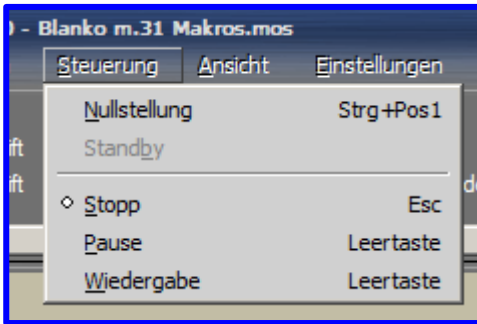 - Blanko m.31 Makros.mos
Steuerung Ansicht Einstellungen
Nullstellung Strg+Pos1
Standby
Stopp Esc
Pause Leertaste
Wiedergabe Leertaste